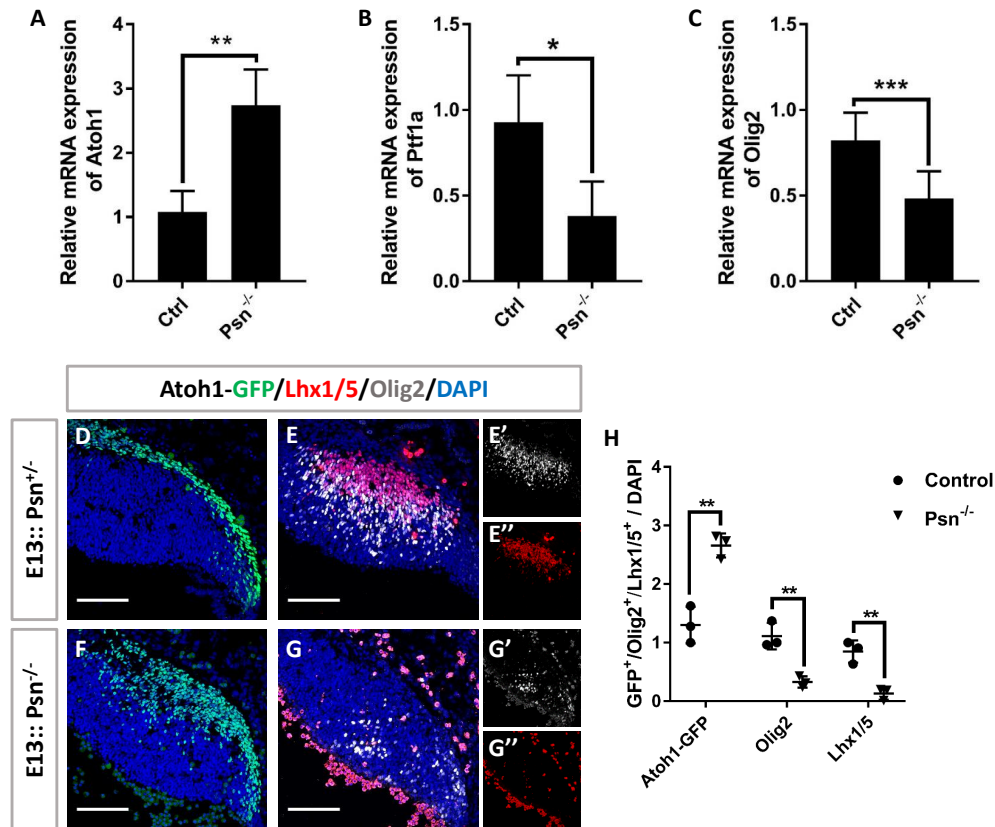 A
Relative mRNA expression
of Atoh1
4
3
2
1
0
**
Ctrl
Psn-/-
B
Relative mRNA expression
of Ptf1a
1.5
1.0
0.5
0.0
*
Ctrl
Psn-/-
C
Relative mRNA expression
of Olig2
1.5
1.0
0.5
0.0
***
Ctrl
Psn-/-
Atoh1-GFP/Lhx1/5/Olig2/DAPI
E13:: Psn+/-
D
E
E'
E''
E13:: Psn-/-
F
G
G'
G''
H
GFP+/Olig2+/Lhx1/5+ / DAPI
4
3
2
1
0
**
**
**
Atoh1-GFP
Olig2
Lhx1/5
Control
Psn-/-